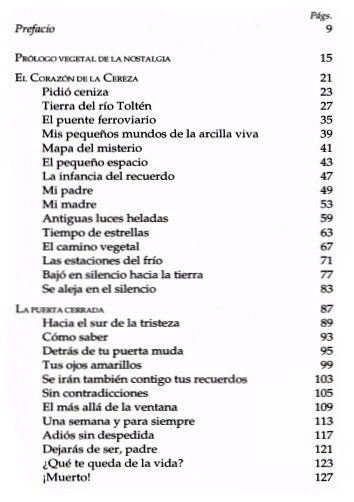 Págs.
Prefacio 9
PRÓLOGO VEGETAL DE LA NOSTALGIA 15
EL CORAZÓN DE LA CEREZA 21
Pidió ceniza 23
Tierra del río Toltén 27
El puente ferroviario 35
Mis pequeños mundos de la arcilla viva 39
Mapa del misterio 41
El pequeño espacio 43
La infancia del recuerdo 47
Mi padre 49
Mi madre 53
Antiguas luces heladas 59
Tiempo de estrellas 63
El camino vegetal 67
Las estaciones del frío 71
Bajó en silencio hacia la tierra 77
Se aleja en el silencio 83
LA PUERTA CERRADA 87
Hacia el sur de la tristeza 89
Cómo saber 93
Detrás de tu puerta muda 95
Tus ojos amarillos 99
Se irán también contigo tus recuerdos 103
Sin contradicciones 105
El más allá de la ventana 109
Una semana y para siempre 113
Adiós sin despedida 117
Dejarás de ser, padre 121
¿Qué te queda de la vida? 123
¡Muerto! 127